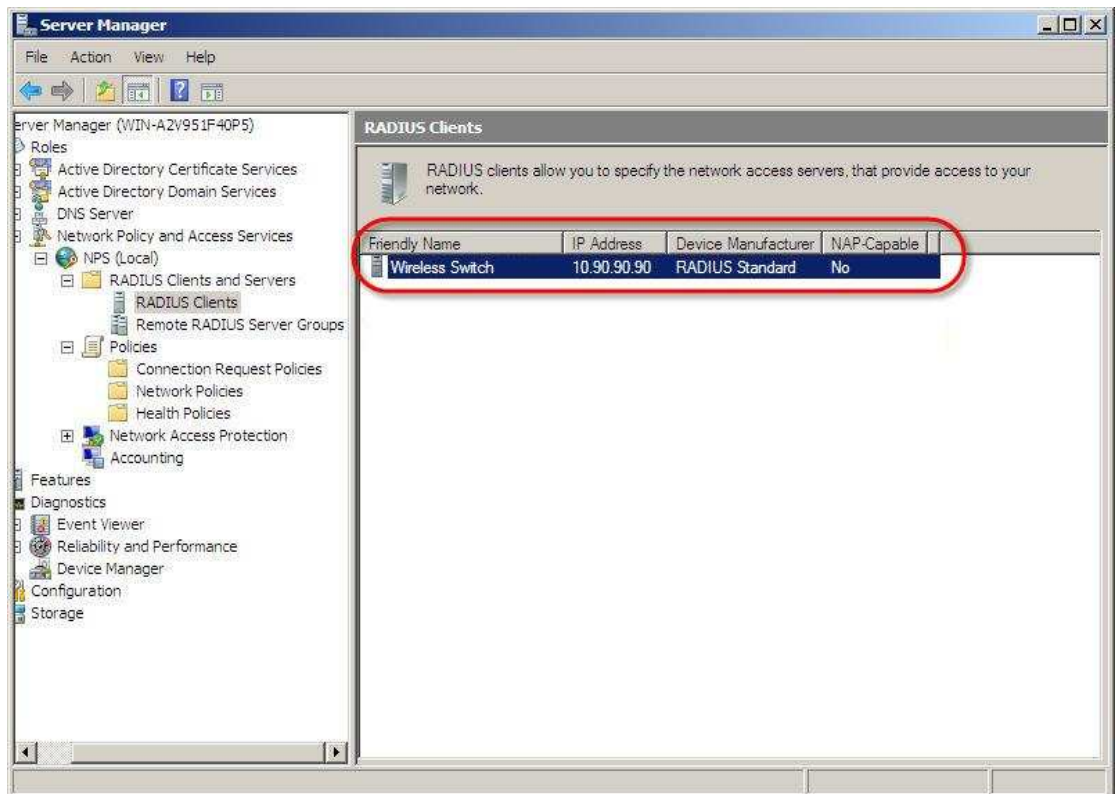 Server Manager
File Action View Help
erver Manager (WIN-A2V951F40P5)
Roles
Active Directory Certificate Services
Active Directory Domain Services
DNS Server
Network Policy and Access Services
NPS (Local)
RADIUS Clients and Servers
RADIUS Clients
Remote RADIUS Server Groups
Policies
Connection Request Policies
Network Policies
Health Policies
Network Access Protection
Accounting
Features
Diagnostics
Event Viewer
Reliability and Performance
Device Manager
Configuration
Storage
RADIUS Clients
RADIUS clients allow you to specify the network access servers, that provide access to your
network.
Friendly Name IP Address Device Manufacturer NAP-Capable
Wireless Switch 10.90.90.90 RADIUS Standard No